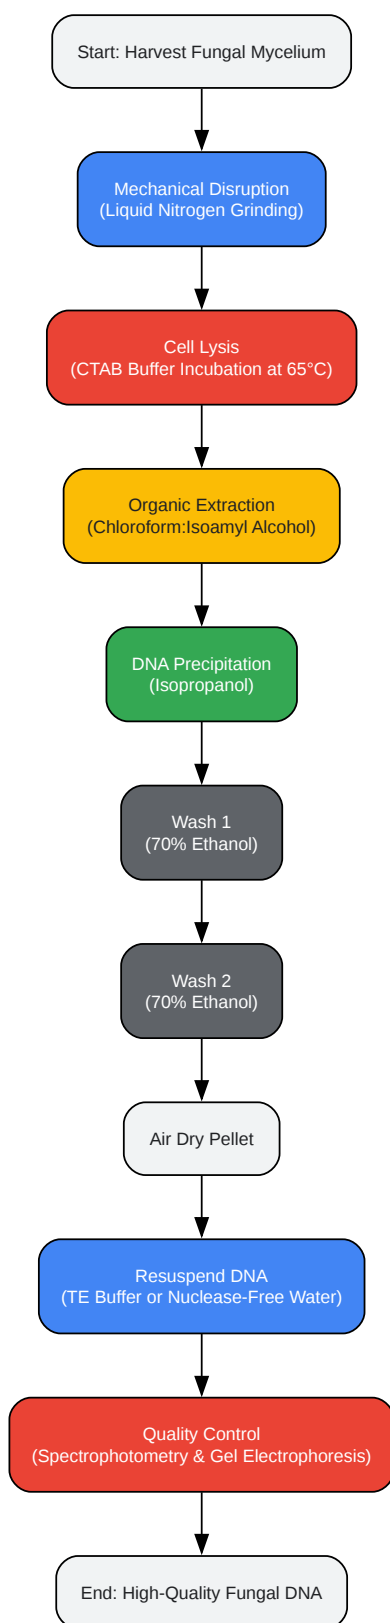 Start: Harvest Fungal Mycelium
Mechanical Disruption
(Liquid Nitrogen Grinding)
Cell Lysis
(CTAB Buffer Incubation at 65°C)
Organic Extraction
(Chloroform:Isoamyl Alcohol)
DNA Precipitation
(Isopropanol)
Wash 1
(70% Ethanol)
Wash 2
(70% Ethanol)
Air Dry Pellet
Resuspend DNA
(TE Buffer or Nuclease-Free Water)
Quality Control
(Spectrophotometry & Gel Electrophoresis)
End: High-Quality Fungal DNA